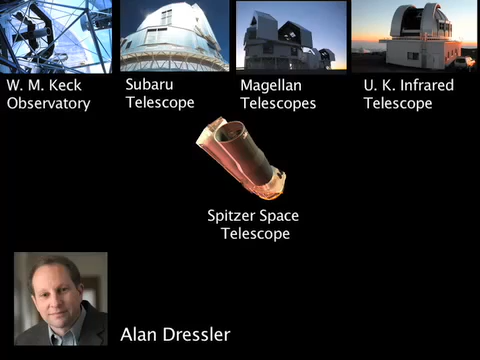 W. M. Keck
Observatory
Subaru
Telescope
Magellan
Telescopes
U. K. Infrared
Telescope
Spitzer Space
Telescope
Alan Dressler